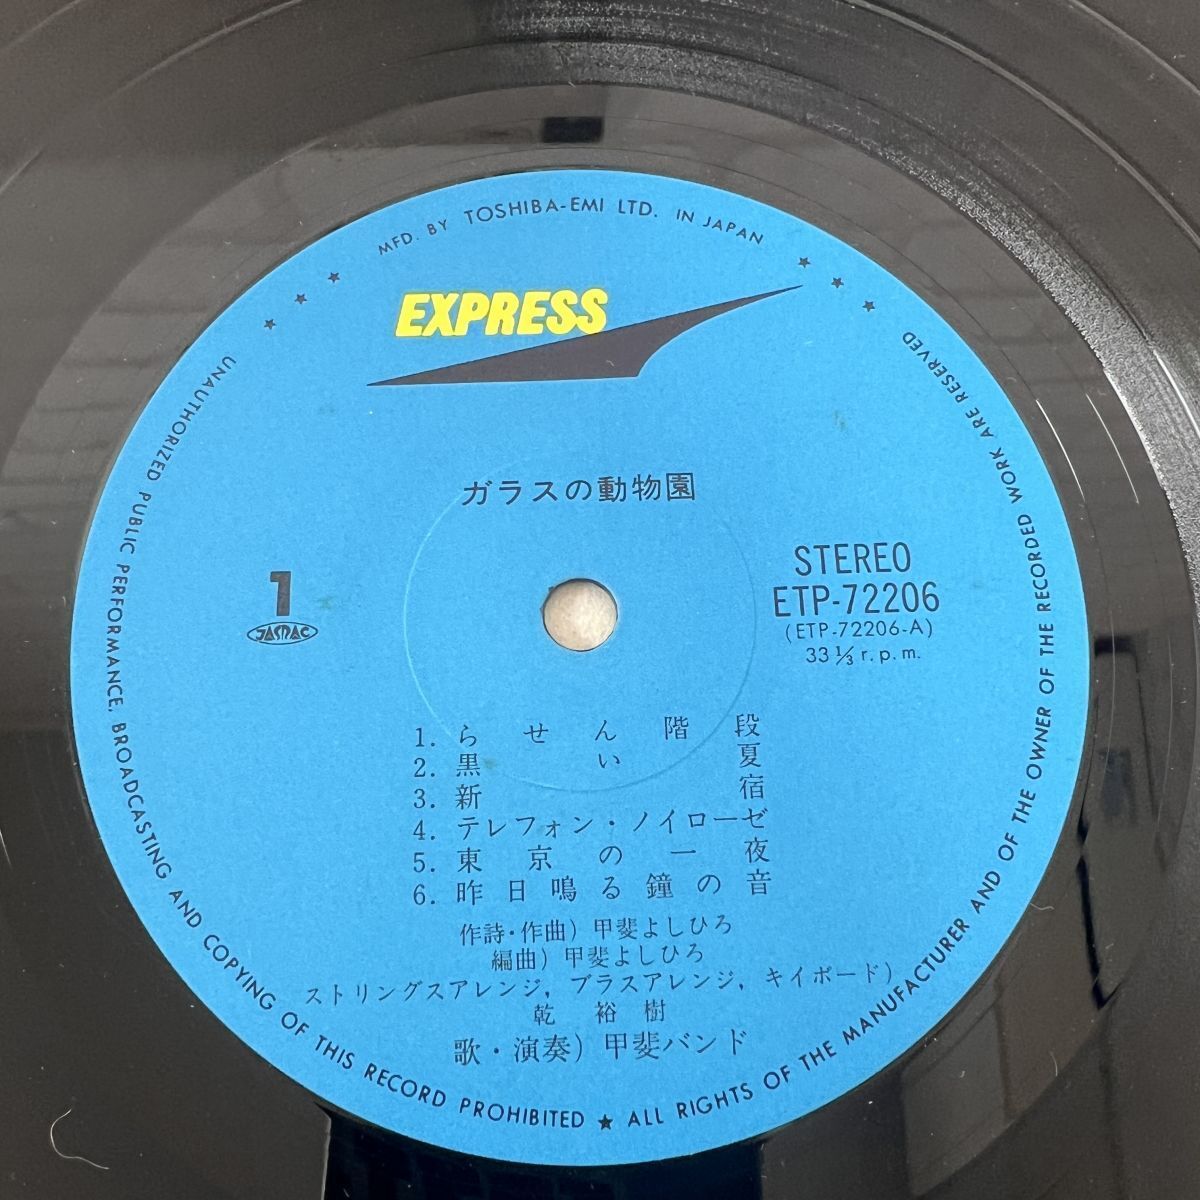 MFD. BY TOSHIBA-EMI LTD. IN JAPAN
EXPRESS
ガラスの動物園
1
JASRAC
STEREO
ETP-72206
(ETP-72206-A)
33 1/3 r.p.m.
1. らせん階段
2. 黒い夏
3. 新宿
4. テレフォン・ノイローゼ
5. 東京の一夜
6. 昨日鳴る鐘の音
作詩・作曲) 甲斐よしひろ
編曲) 甲斐よしひろ
ストリングスアレンジ, ブラスアレンジ, キイボード)
乾裕樹
歌・演奏) 甲斐バンド
UNAUTHORIZED PUBLIC PERFORMANCE, BROADCASTING AND COPYING OF THIS RECORD PROHIBITED ★ ALL RIGHTS OF THE MANUFACTURER AND OF THE OWNER OF THE RECORDED WORK ARE RESERVED